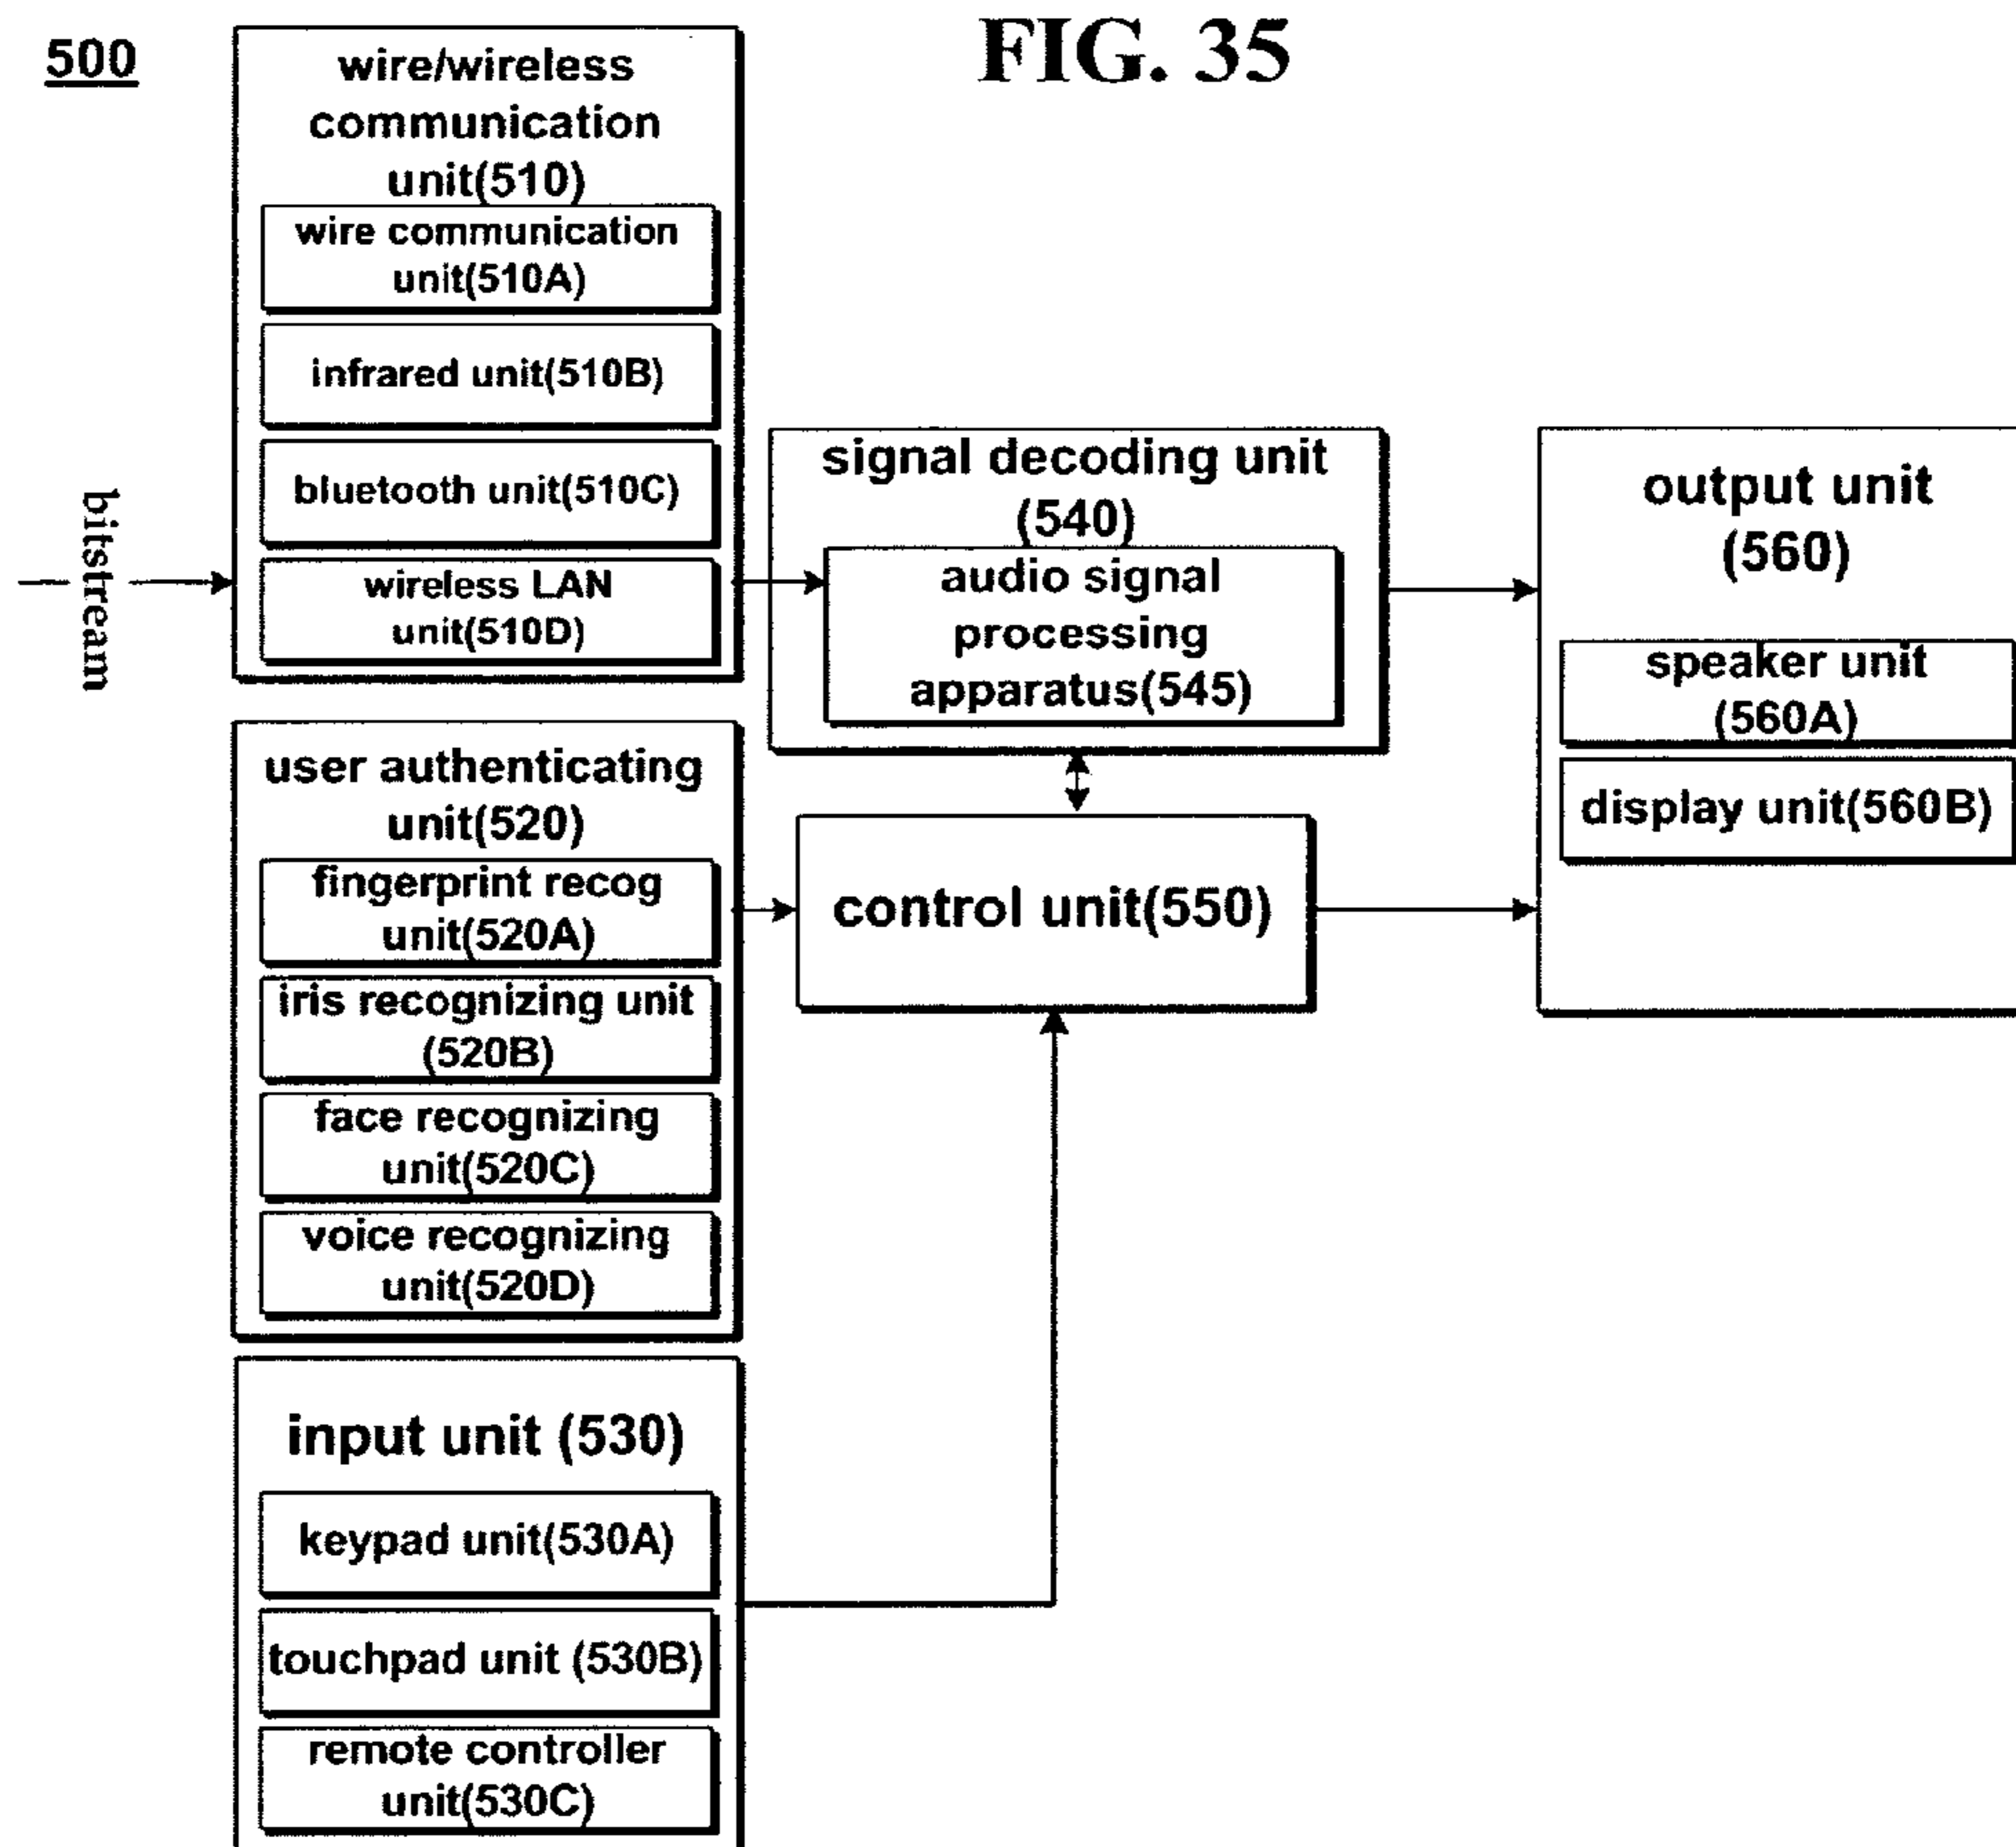 500
FIG. 35
wire/wireless
communication
unit(510)
wire communication
unit(510A)
infrared unit(510B)
bluetooth unit(510C)
wireless LAN
unit(510D)
bitstream
signal decoding unit
(540)
audio signal
processing
apparatus(545)
output unit
(560)
speaker unit
(560A)
display unit(560B)
user authenticating
unit(520)
fingerprint recog
unit(520A)
iris recognizing unit
(520B)
face recognizing
unit(520C)
voice recognizing
unit(520D)
control unit(550)
input unit (530)
keypad unit(530A)
touchpad unit (530B)
remote controller
unit(530C)